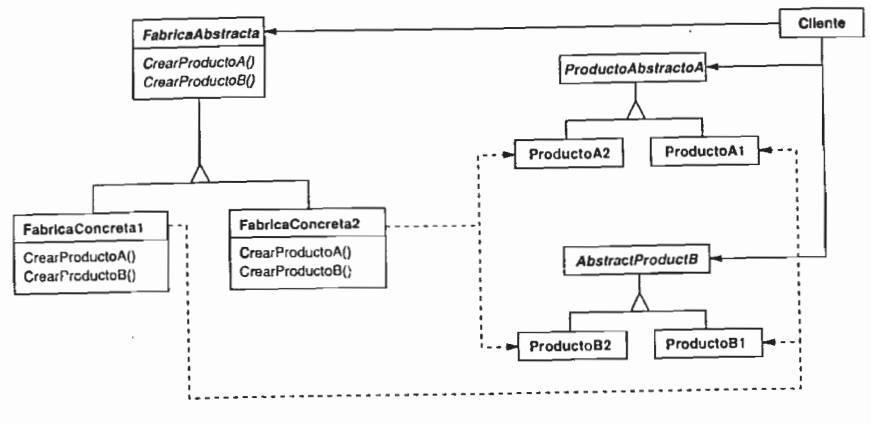 FabricaAbstracta
CrearProductoA()
CrearProductoB()
Cliente
ProductoAbstractoA
ProductoA2
ProductoA1
FabricaConcreta1
CrearProductoA()
CrearProductoB()
FabricaConcreta2
CrearProductoA()
CrearProductoB()
AbstractProductB
ProductoB2
ProductoB1